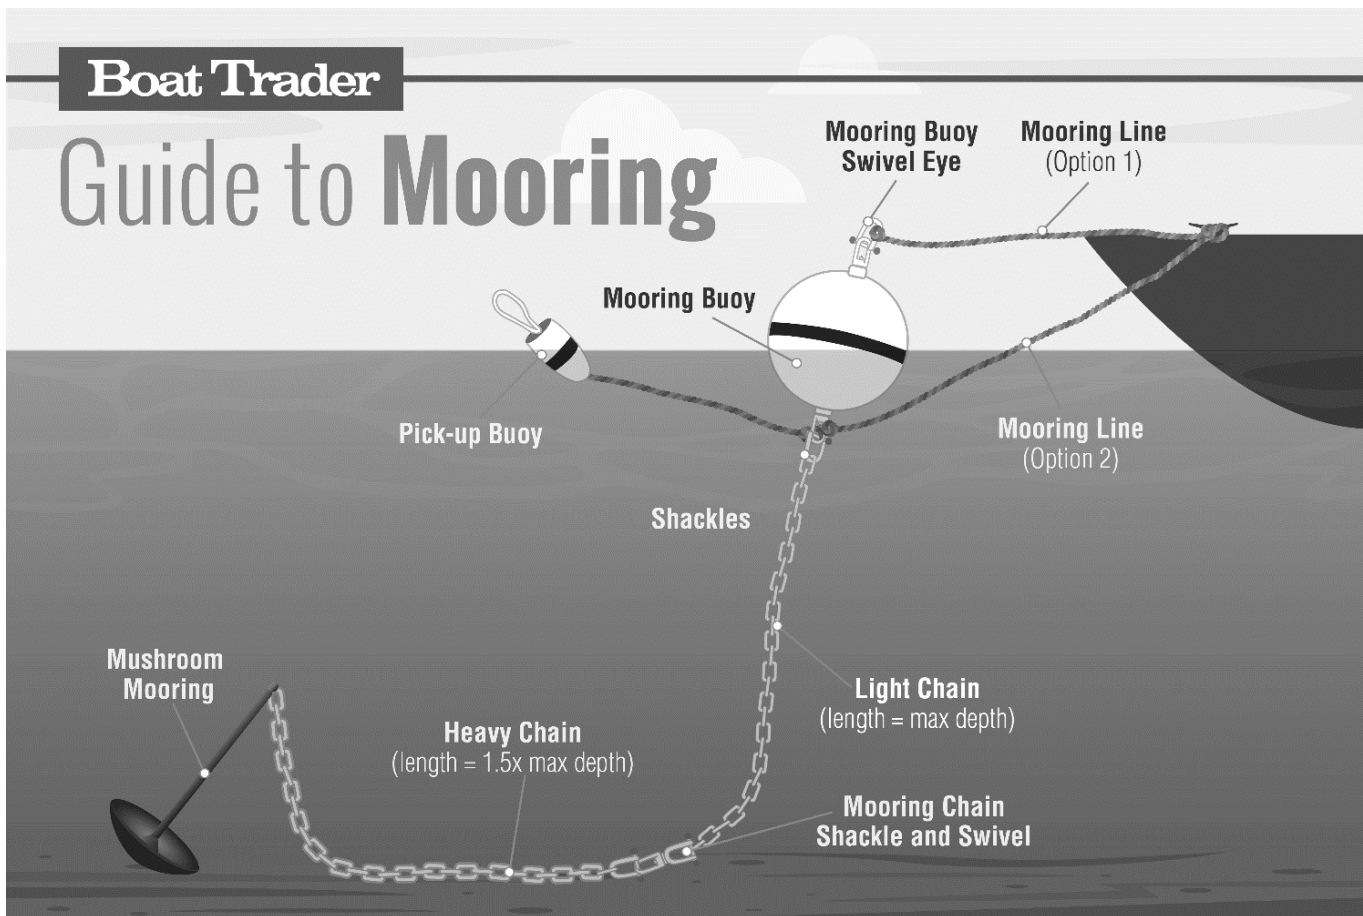 Boat Trader
Guide to Mooring
Mooring Buoy
Swivel Eye
Mooring Line
(Option 1)
Mooring Buoy
Pick-up Buoy
Mooring Line
(Option 2)
Shackles
Mushroom
Mooring
Light Chain
(length = max depth)
Heavy Chain
(length = 1.5x max depth)
Mooring Chain
Shackle and Swivel